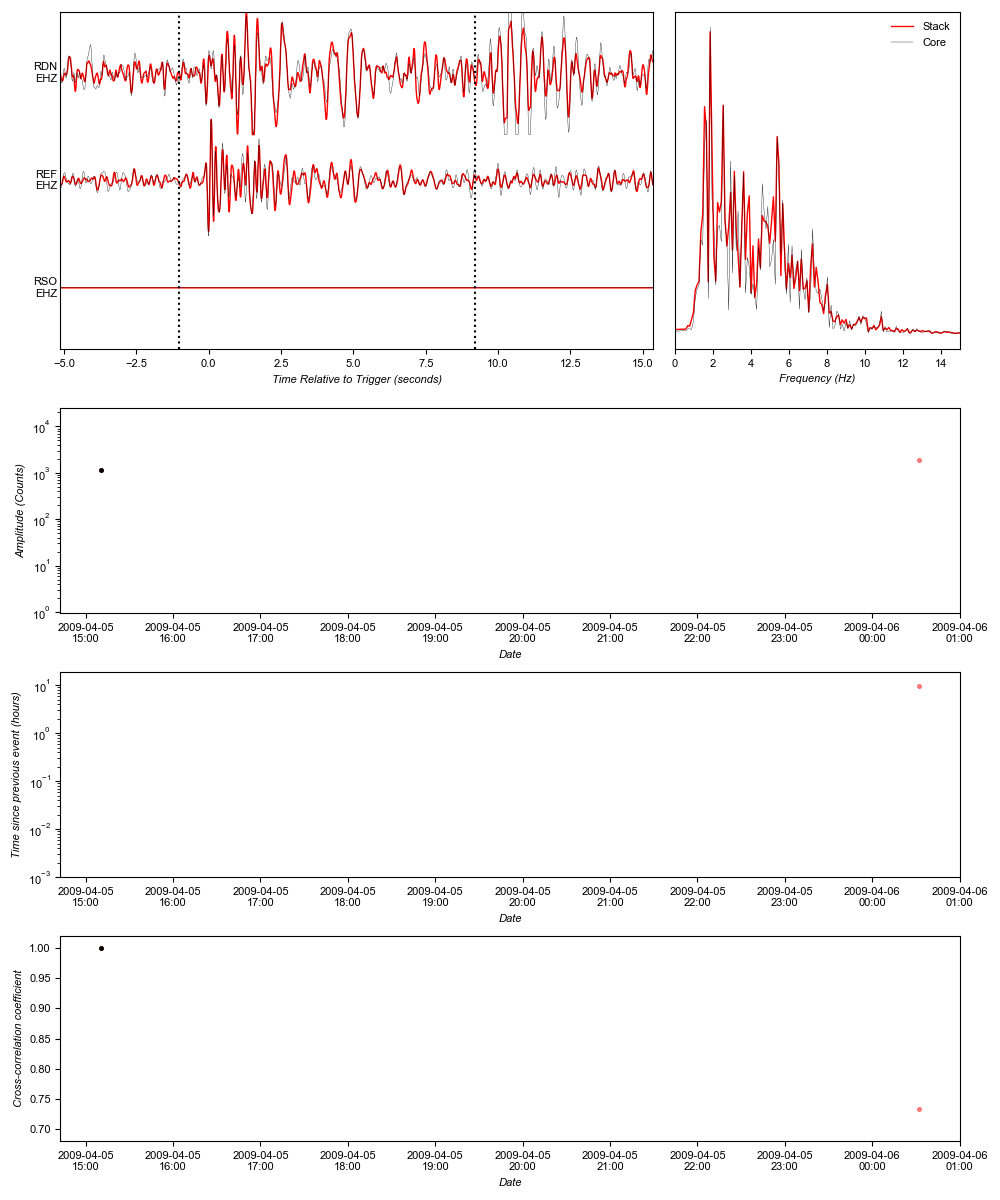 RDN
EHZ
REF
EHZ
RSO
EHZ
−5.0 −2.5 0.0 2.5 5.0 7.5 10.0 12.5 15.0
Time Relative to Trigger (seconds)
Stack
Core
0 2 4 6 8 10 12 14
Frequency (Hz)
Amplitude (Counts)
10^4
10^3
10^2
10^1
10^0
2009-04-05 2009-04-05 2009-04-05 2009-04-05 2009-04-05 2009-04-05 2009-04-05 2009-04-05 2009-04-05 2009-04-06 2009-04-06
15:00 16:00 17:00 18:00 19:00 20:00 21:00 22:00 23:00 00:00 01:00
Date
Time since previous event (hours)
10^1
10^0
10^−1
10^−2
10^−3
2009-04-05 2009-04-05 2009-04-05 2009-04-05 2009-04-05 2009-04-05 2009-04-05 2009-04-05 2009-04-05 2009-04-06 2009-04-06
15:00 16:00 17:00 18:00 19:00 20:00 21:00 22:00 23:00 00:00 01:00
Date
Cross-correlation coefficient
1.00
0.95
0.90
0.85
0.80
0.75
0.70
2009-04-05 2009-04-05 2009-04-05 2009-04-05 2009-04-05 2009-04-05 2009-04-05 2009-04-05 2009-04-05 2009-04-06 2009-04-06
15:00 16:00 17:00 18:00 19:00 20:00 21:00 22:00 23:00 00:00 01:00
Date